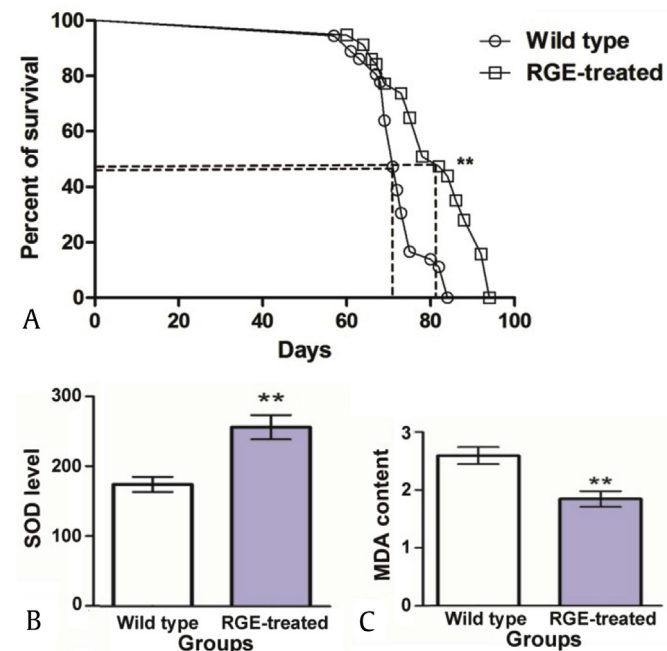 100
80
60
40
20
0
Percent of survival
Wild type
RGE-treated
**
0 20 40 60 80 100
Days
A
300
200
100
0
SOD level
**
Wild type RGE-treated
Groups
B
3
2
1
0
MDA content
**
Wild type RGE-treated
Groups
C